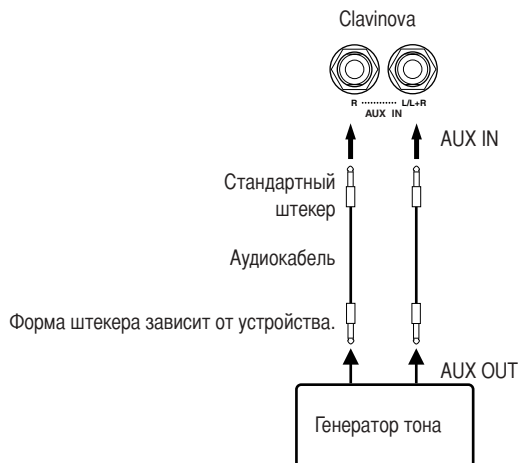 Clavinova
R ............ L/L+R
AUX IN
AUX IN
Стандартный
штекер
Аудиокабель
Форма штекера зависит от устройства.
AUX OUT
Генератор тона